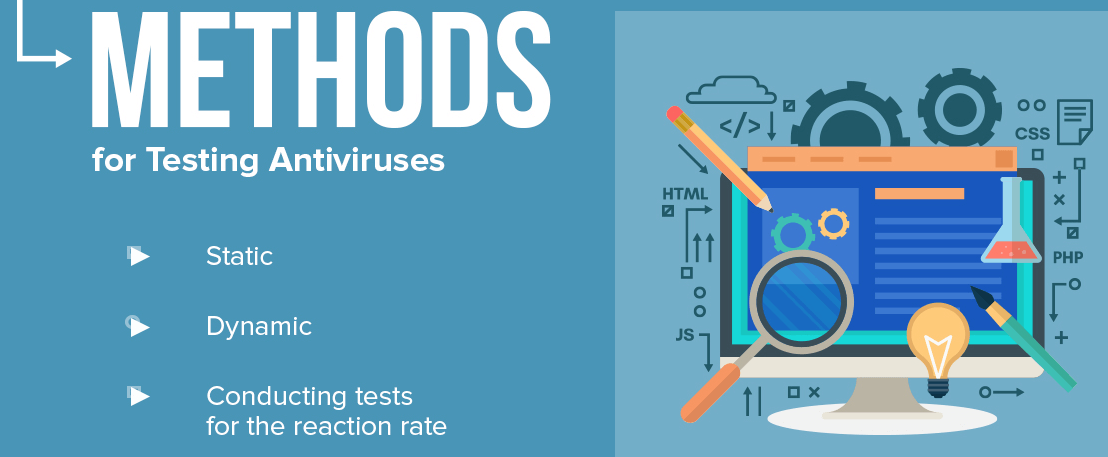 METHODS
for Testing Antiviruses
Static
Dynamic
Conducting tests
for the reaction rate
</>
CSS
HTML
PHP
JS